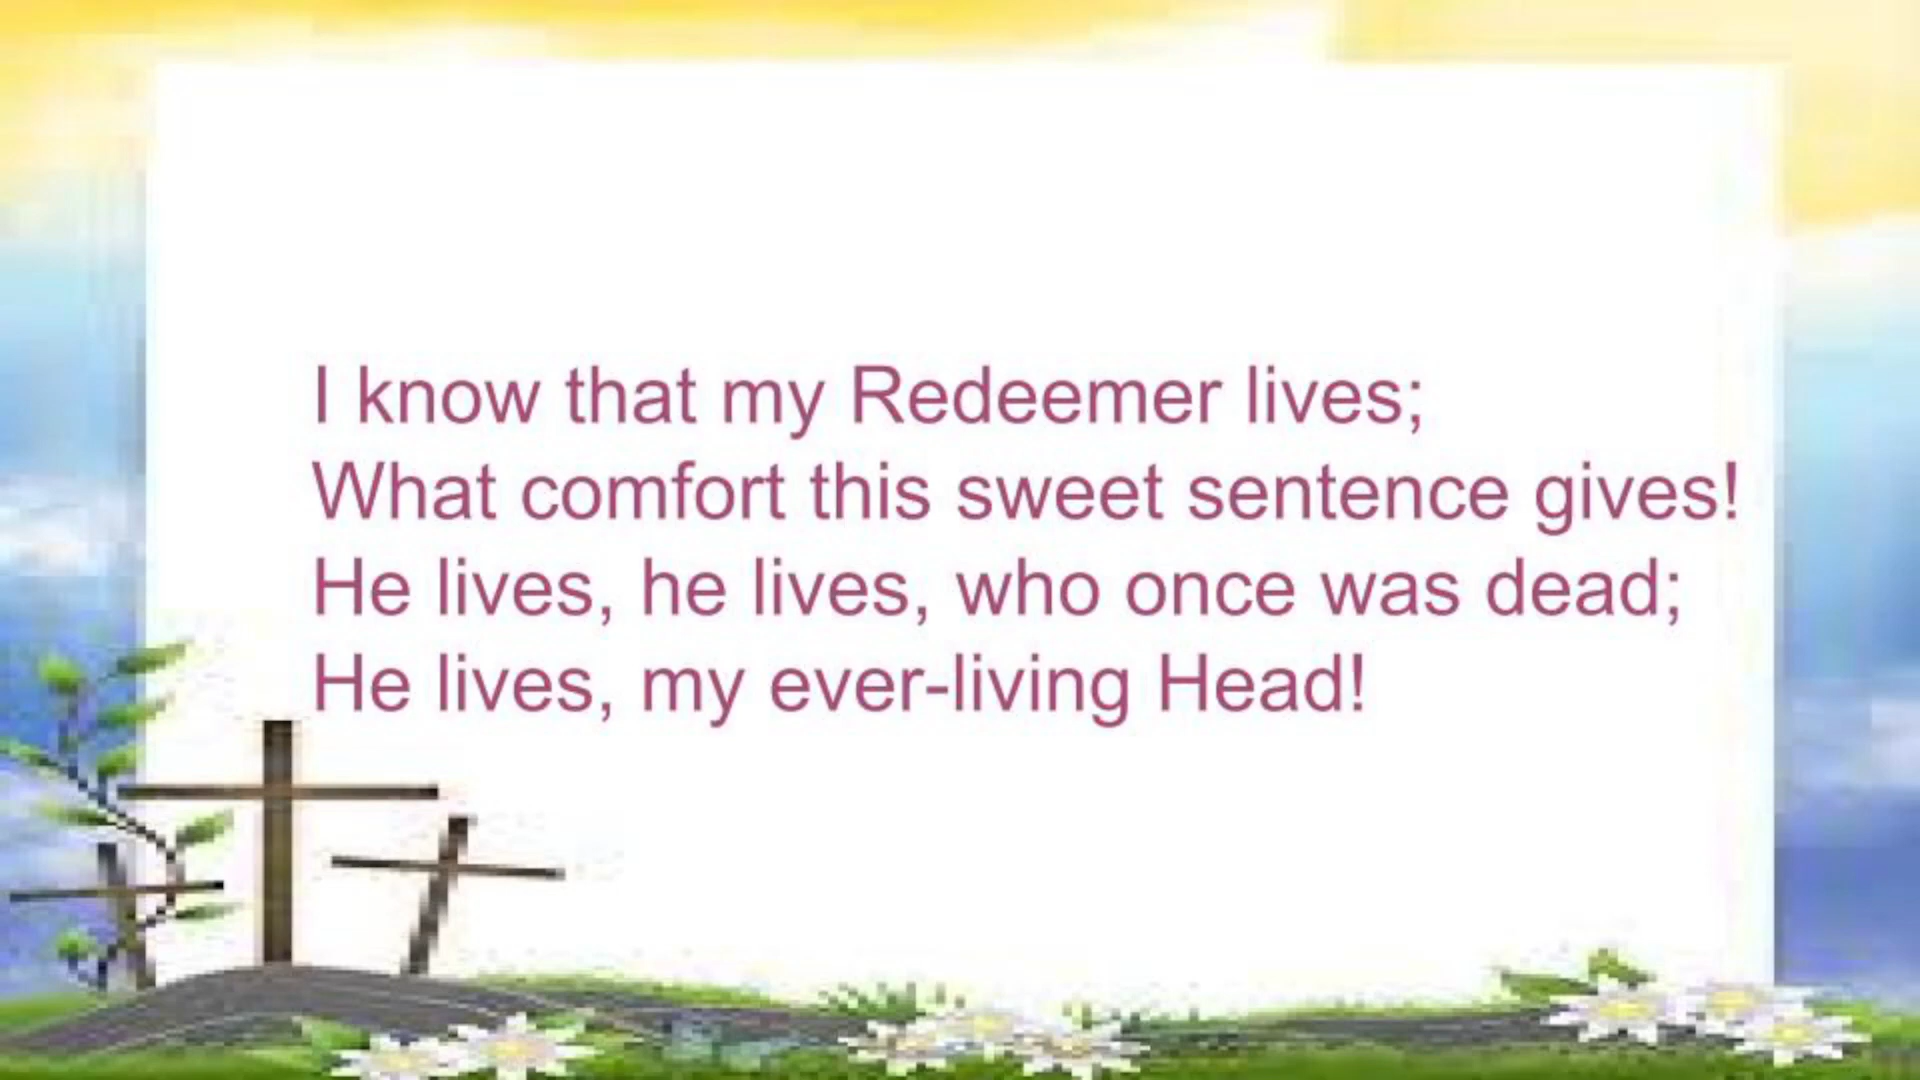 I know that my Redeemer lives;
What comfort this sweet sentence gives!
He lives, he lives, who once was dead;
He lives, my ever-living Head!